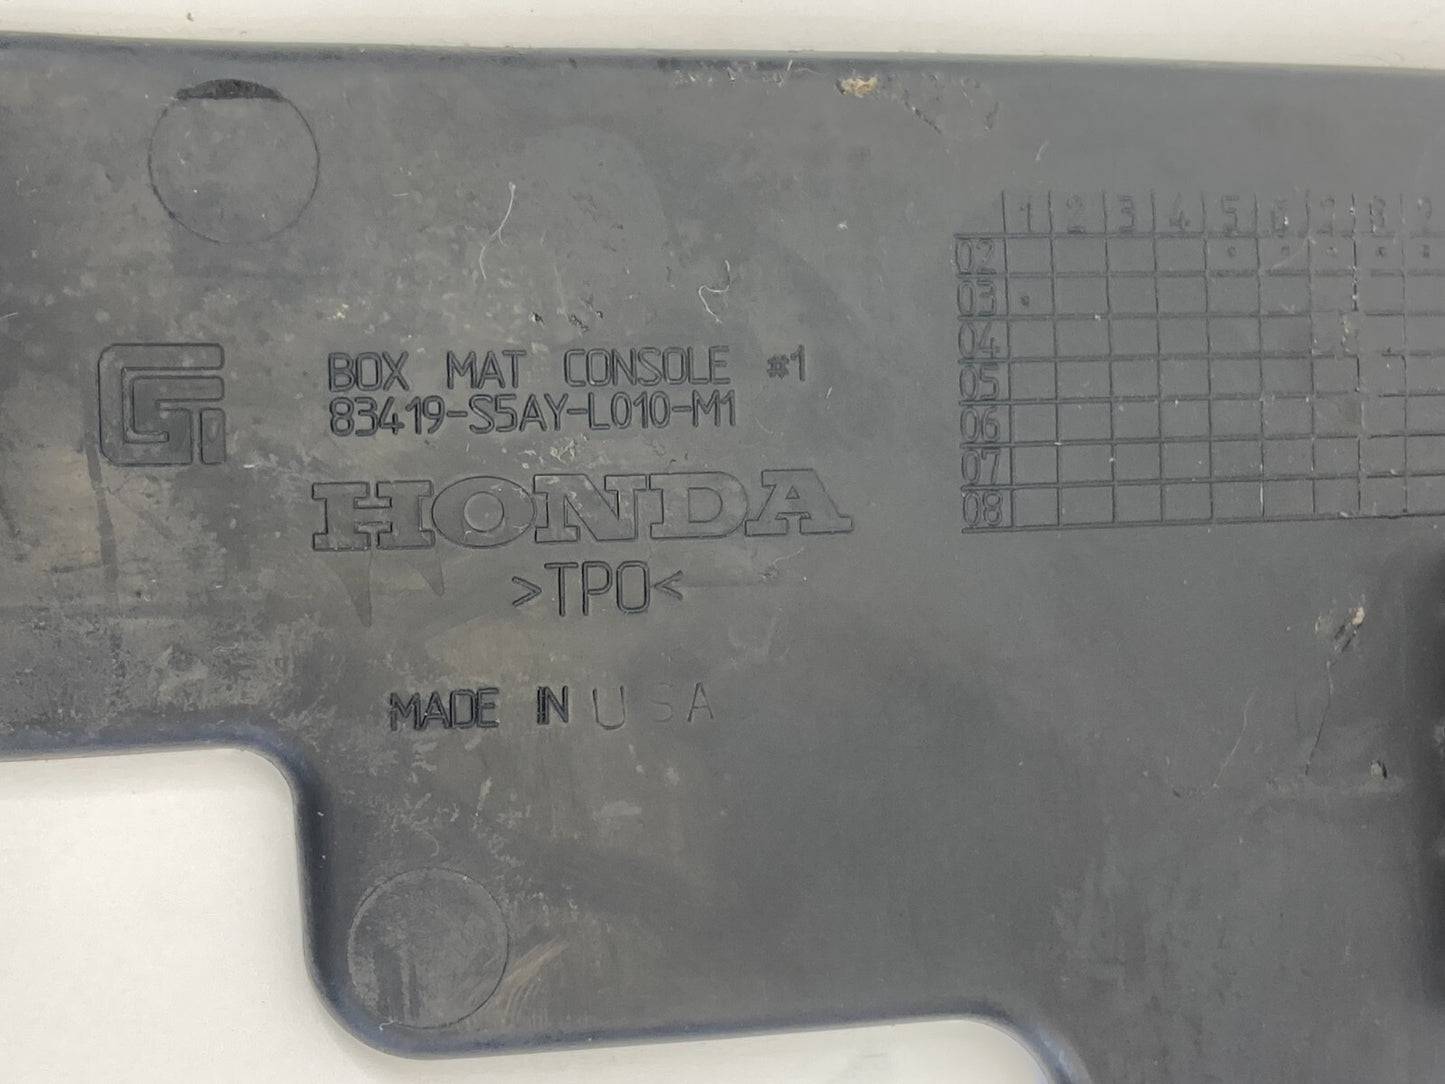 BOX MAT CONSOLE #1
83419-S5AY-L010-M1
HONDA
>TPO<
MADE IN USA
1 2 3 4 5 6 7 8 9
02
03
04
05
06
07
08